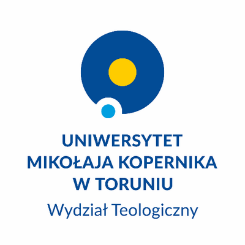 UNIWERSYTET
MIKOŁAJA KOPERNIKA
W TORUNIU
Wydział Teologiczny